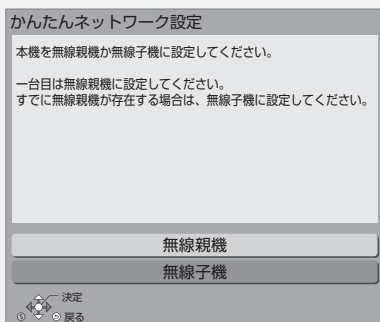 かんたんネットワーク設定
本機を無線親機か無線子機に設定してください。
一台目は無線親機に設定してください。
すでに無線親機が存在する場合は、無線子機に設定してください。
無線親機
無線子機
決定
S 戻る